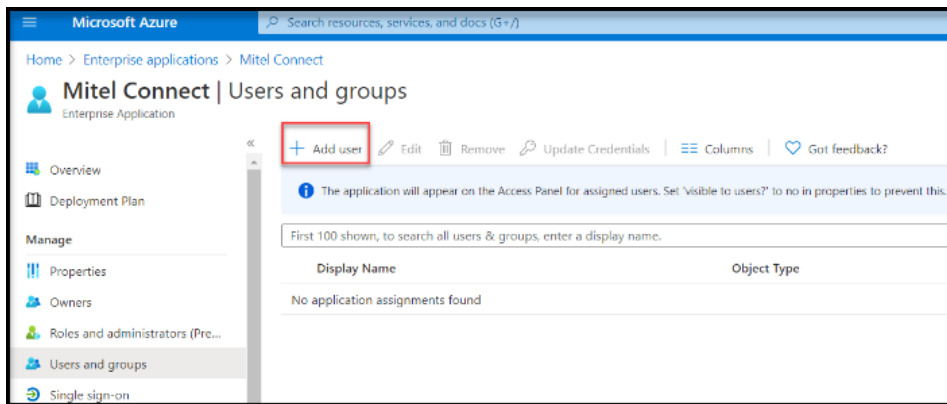 Microsoft Azure
Search resources, services, and docs (G+/)
Home > Enterprise applications > Mitel Connect
Mitel Connect | Users and groups
Enterprise Application
«
+ Add user
Edit
Remove
Update Credentials
Columns
Got feedback?
Overview
Deployment Plan
The application will appear on the Access Panel for assigned users. Set 'visible to users?' to no in properties to prevent this.
Manage
First 100 shown, to search all users & groups, enter a display name.
Properties
Display Name
Object Type
Owners
No application assignments found
Roles and administrators (Pre...
Users and groups
Single sign-on